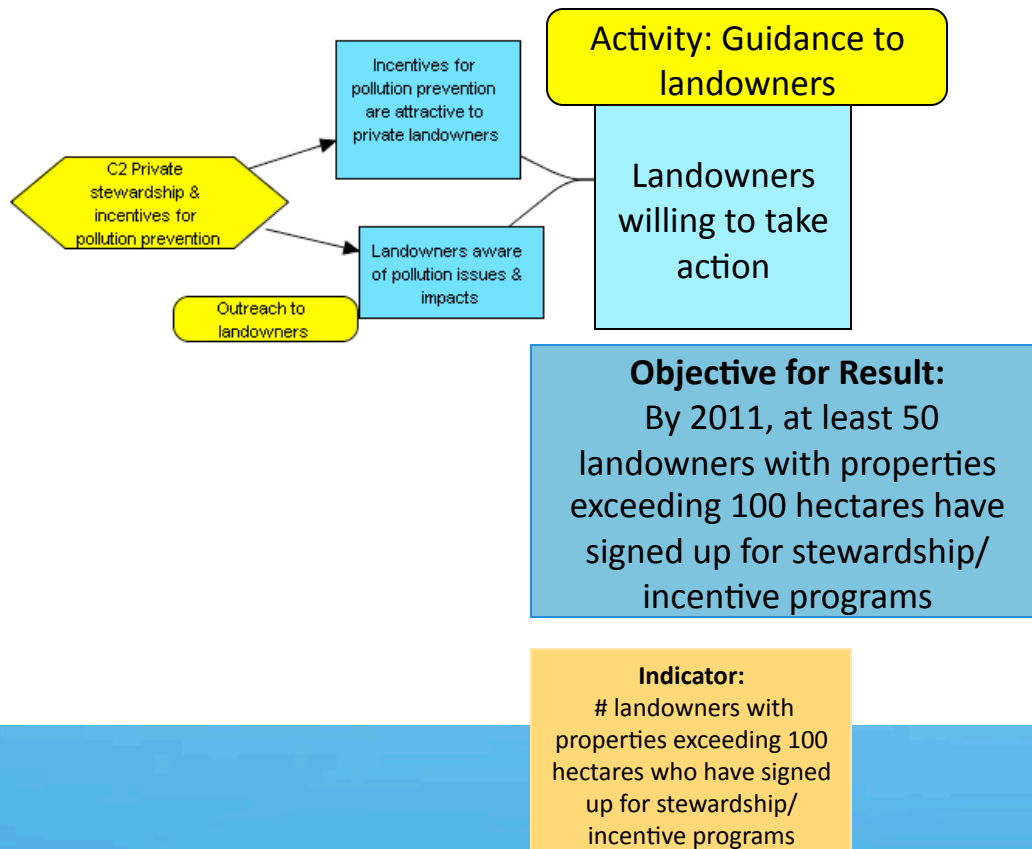 Activity: Guidance to
landowners
Incentives for
pollution prevention
are attractive to
private landowners
C2 Private
stewardship &
incentives for
pollution prevention
Landowners
willing to take
action
Landowners aware
of pollution issues &
impacts
Outreach to
landowners
Objective for Result:
By 2011, at least 50
landowners with properties
exceeding 100 hectares have
signed up for stewardship/
incentive programs
Indicator:
# landowners with
properties exceeding 100
hectares who have signed
up for stewardship/
incentive programs